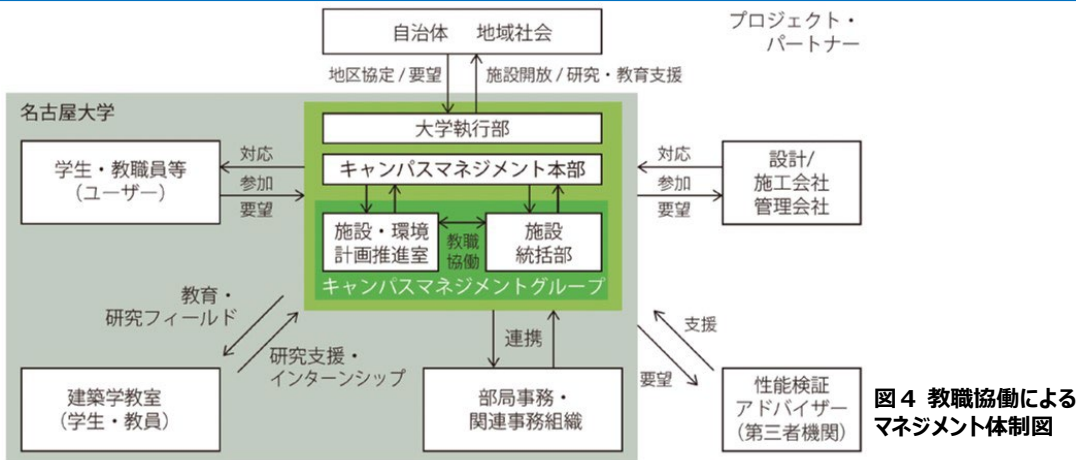 自治体 地域社会
プロジェクト・
パートナー
地区協定 / 要望
施設開放 / 研究・教育支援
名古屋大学
大学執行部
キャンパスマネジメント本部
学生・教職員等
(ユーザー)
対応
参加
要望
対応
参加
要望
設計/
施工会社
管理会社
施設・環境
計画推進室
教職
協働
施設
統括部
キャンパスマネジメントグループ
教育・
研究フィールド
研究支援・
インターンシップ
連携
支援
要望
建築学教室
(学生・教員)
部局事務・
関連事務組織
性能検証
アドバイザー
(第三者機関)
図4 教職協働による
マネジメント体制図